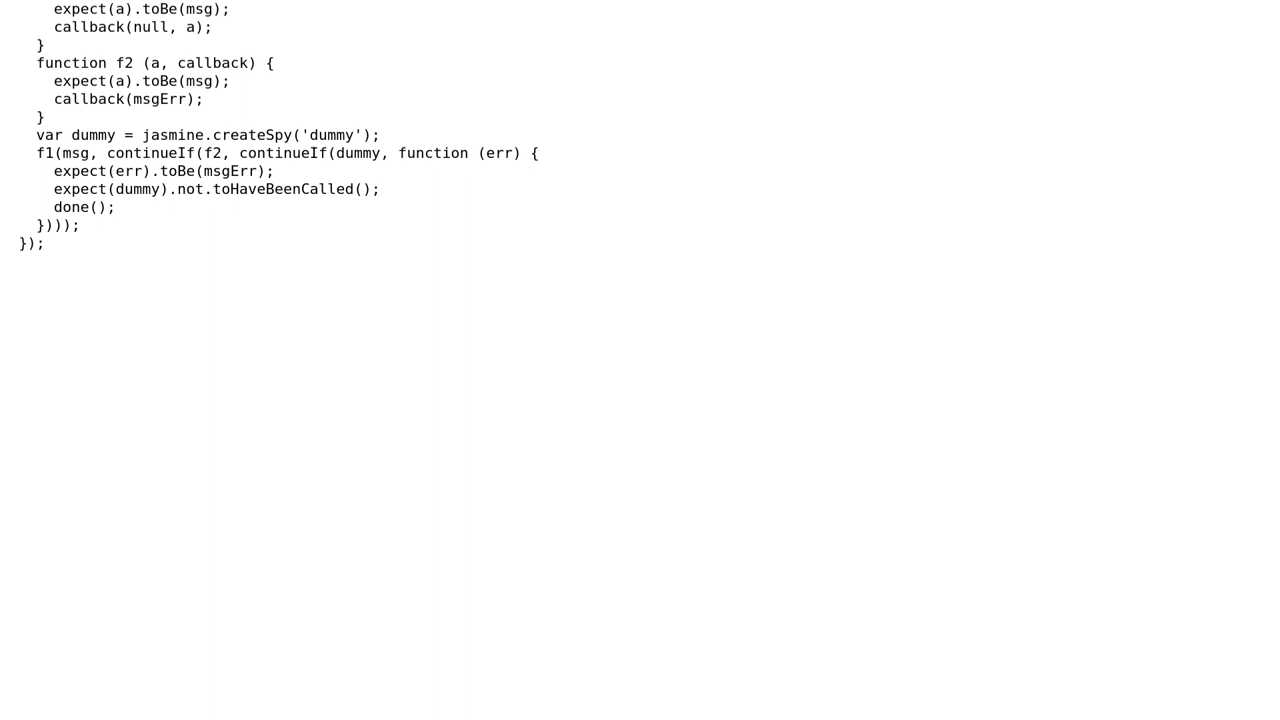 expect(a).toBe(msg);
    callback(null, a);
  }
  function f2 (a, callback) {
    expect(a).toBe(msg);
    callback(msgErr);
  }
  var dummy = jasmine.createSpy('dummy');
  f1(msg, continueIf(f2, continueIf(dummy, function (err) {
    expect(err).toBe(msgErr);
    expect(dummy).not.toHaveBeenCalled();
    done();
  })));
});